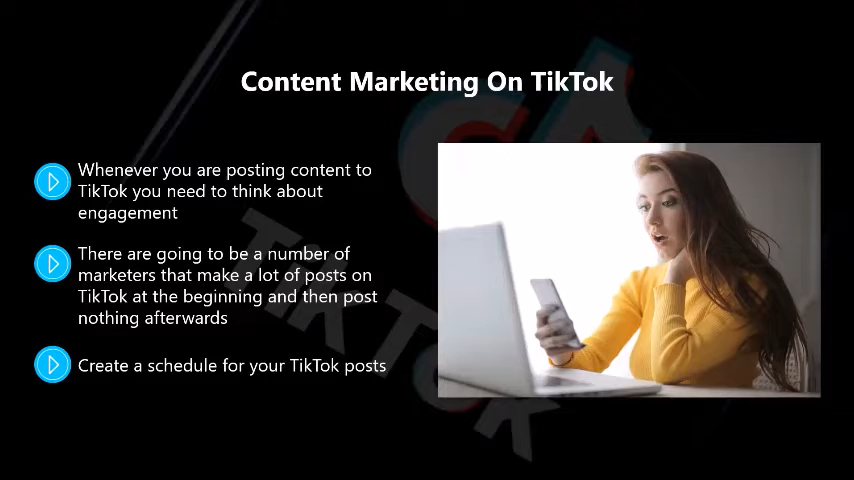 Content Marketing On TikTok
Whenever you are posting content to
TikTok you need to think about
engagement
There are going to be a number of
marketers that make a lot of posts on
TikTok at the beginning and then post
nothing afterwards
Create a schedule for your TikTok posts
TikTok